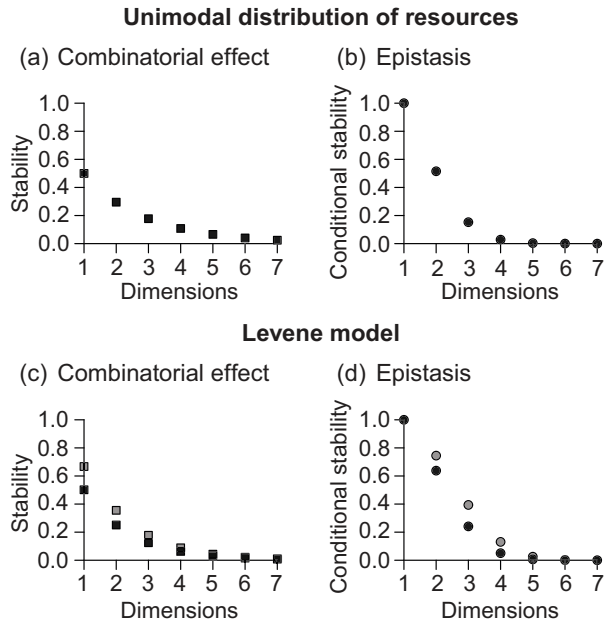 Unimodal distribution of resources
(a) Combinatorial effect
(b) Epistasis
Stability
1.0
0.8
0.6
0.4
0.2
0.0
1 2 3 4 5 6 7
Dimensions
Conditional stability
1.0
0.8
0.6
0.4
0.2
0.0
1 2 3 4 5 6 7
Dimensions
Levene model
(c) Combinatorial effect
(d) Epistasis
Stability
1.0
0.8
0.6
0.4
0.2
0.0
1 2 3 4 5 6 7
Dimensions
Conditional stability
1.0
0.8
0.6
0.4
0.2
0.0
1 2 3 4 5 6 7
Dimensions